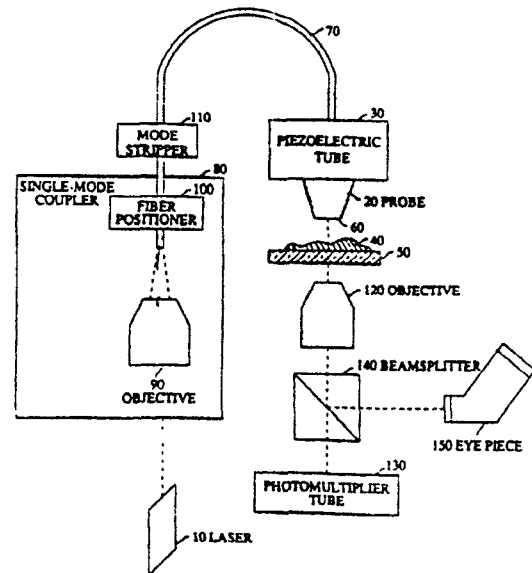 70
110
MODE
STRIPPER
30
PIEZOELECTRIC
TUBE
80
SINGLE-MODE
COUPLER
100
FIBER
POSITIONER
20 PROBE
60
40
50
120 OBJECTIVE
90
OBJECTIVE
140 BEAMSPLITTER
150 EYE PIECE
130
PHOTOMULTIPLIER
TUBE
10 LASER